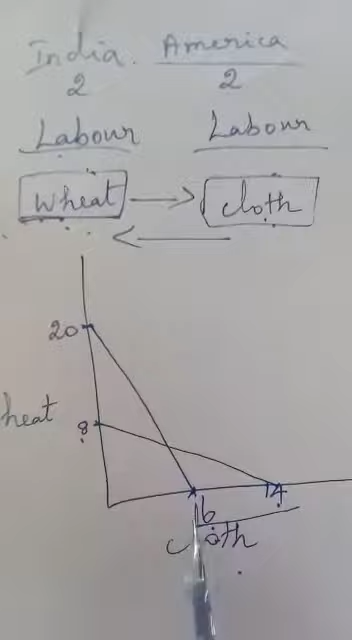 India. America
2 2
Labour Labour
Wheat cloth
20
heat 8
6 14
cloth